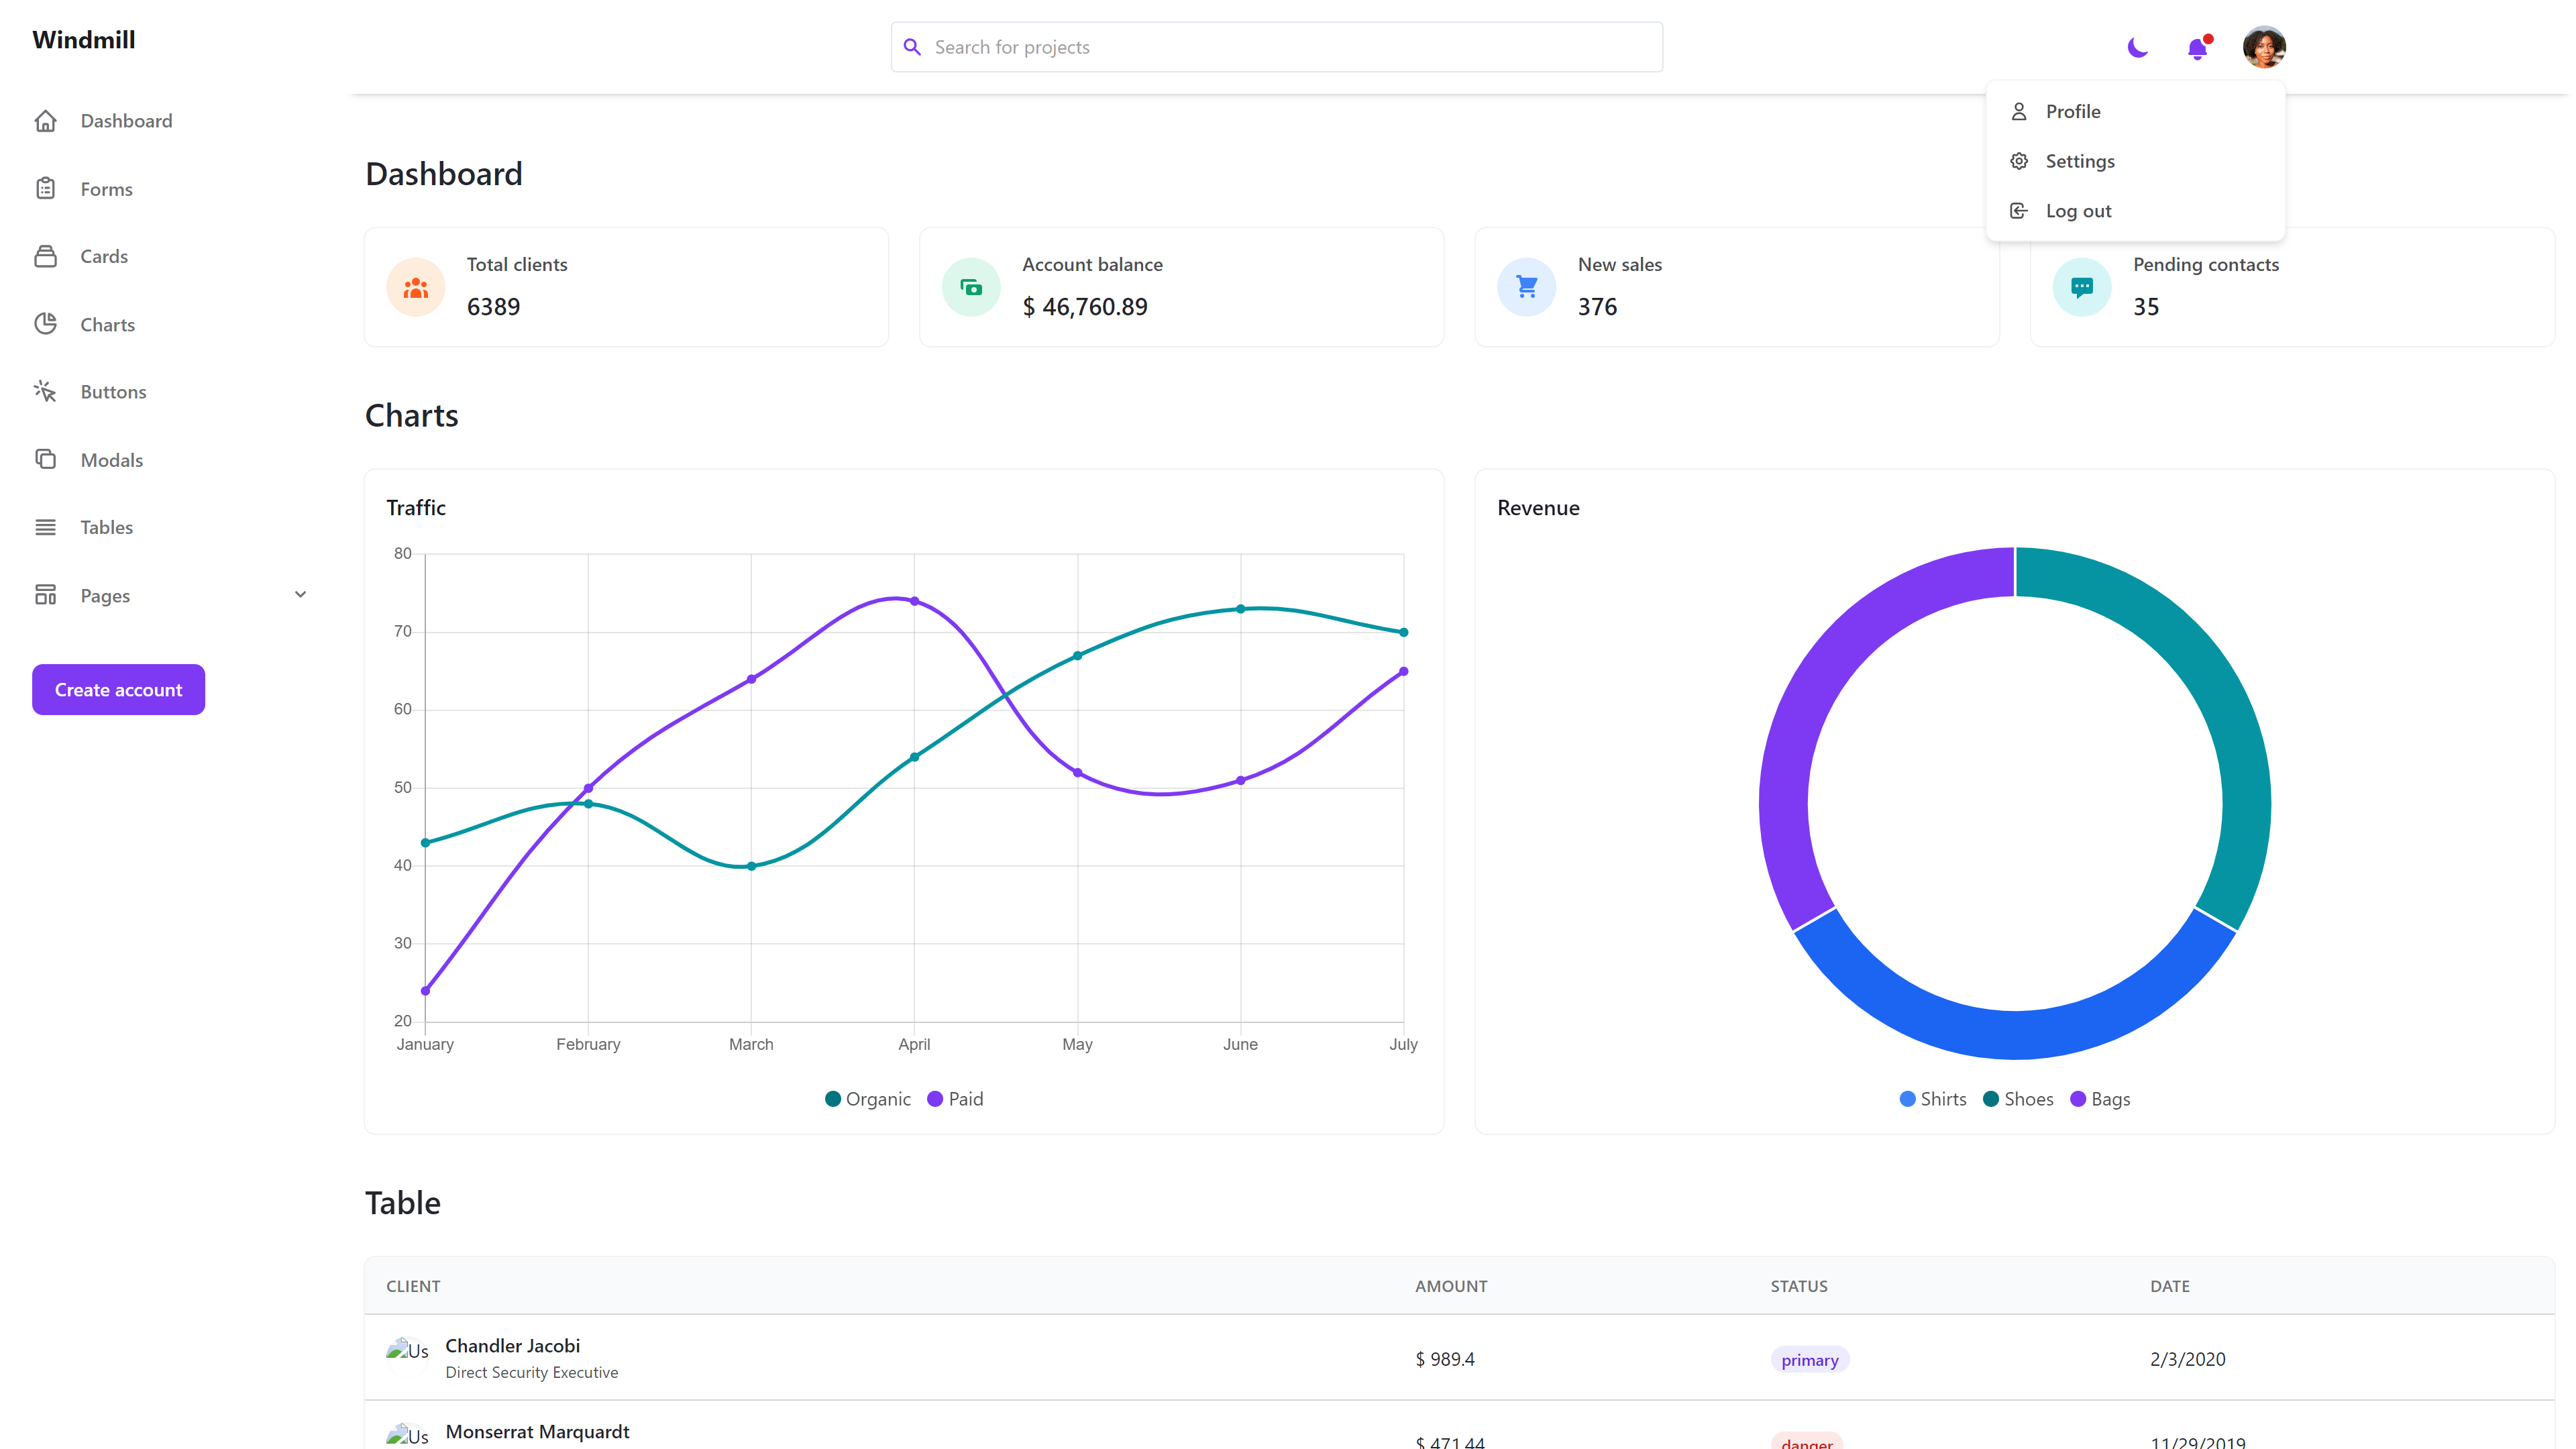 Windmill
Search for projects
Profile
Settings
Log out
Dashboard
Forms
Cards
Charts
Buttons
Modals
Tables
Pages
Create account
Dashboard
Total clients
6389
Account balance
$ 46,760.89
New sales
376
Pending contacts
35
Charts
Traffic
80
70
60
50
40
30
20
January February March April May June July
Organic Paid
Revenue
Shirts Shoes Bags
Table
CLIENT AMOUNT STATUS DATE
Us
Chandler Jacobi
Direct Security Executive
$ 989.4 primary 2/3/2020
Us
Monserrat Marquardt
$ 471.44 danger 11/29/2019